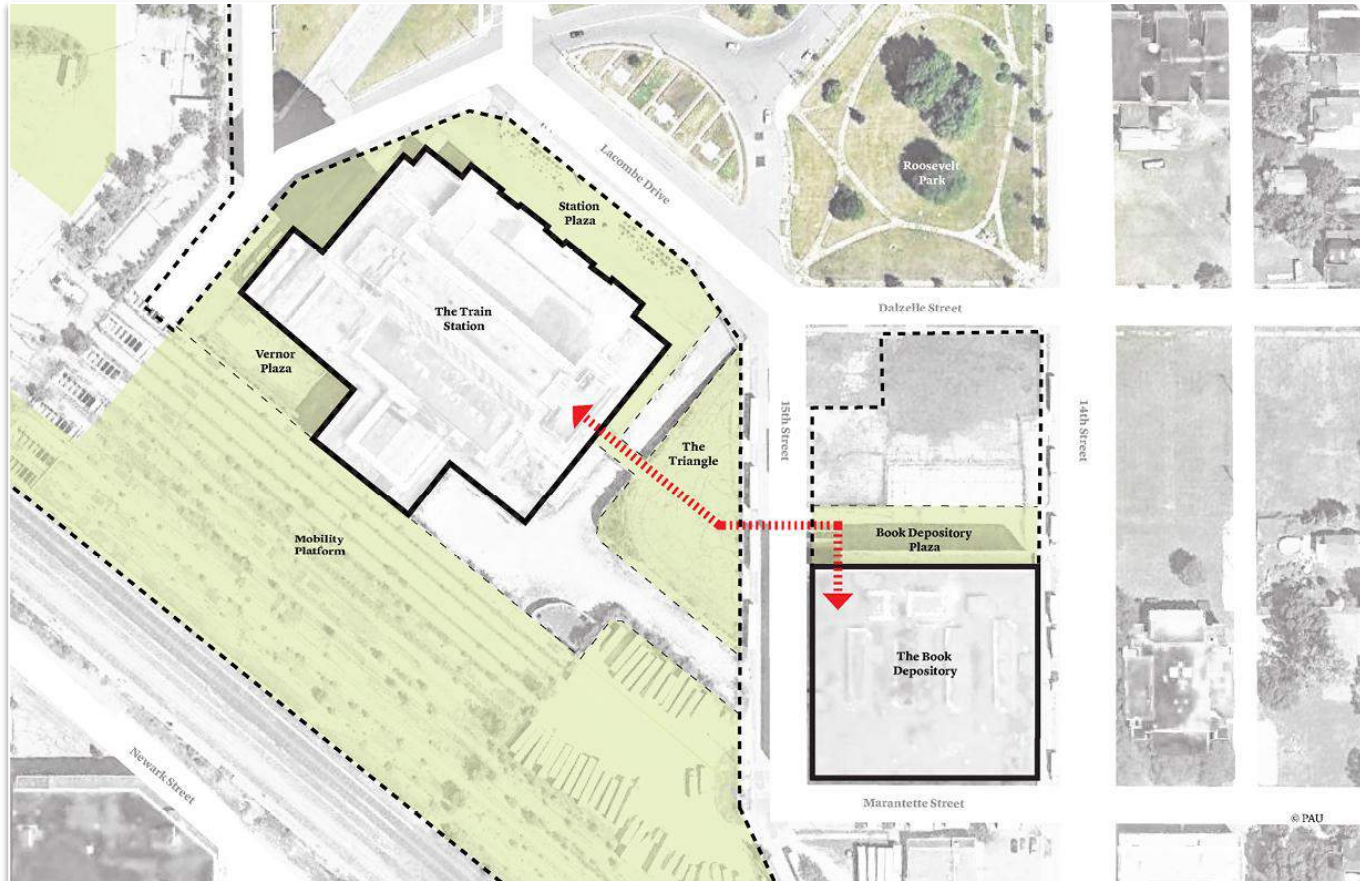 Lacombe Drive
Roosevelt
Park
Station
Plaza
The Train
Station
Dalzelle Street
Vernor
Plaza
15th Street
14th Street
The
Triangle
Mobility
Platform
Book Depository
Plaza
The Book
Depository
Newark Street
Marantette Street
© PAU